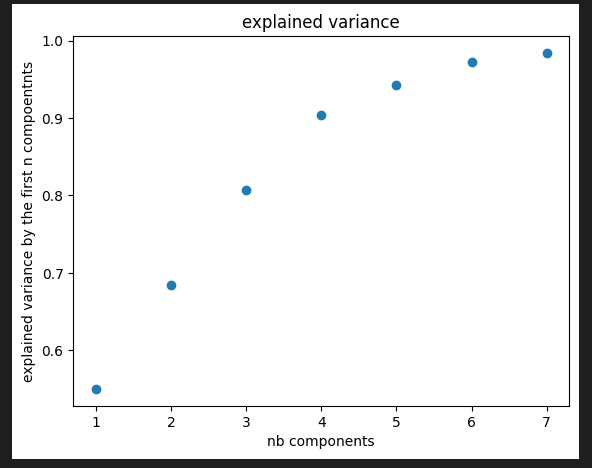 explained variance
explained variance by the first n compoentnts
1.0
0.9
0.8
0.7
0.6
1 2 3 4 5 6 7
nb components